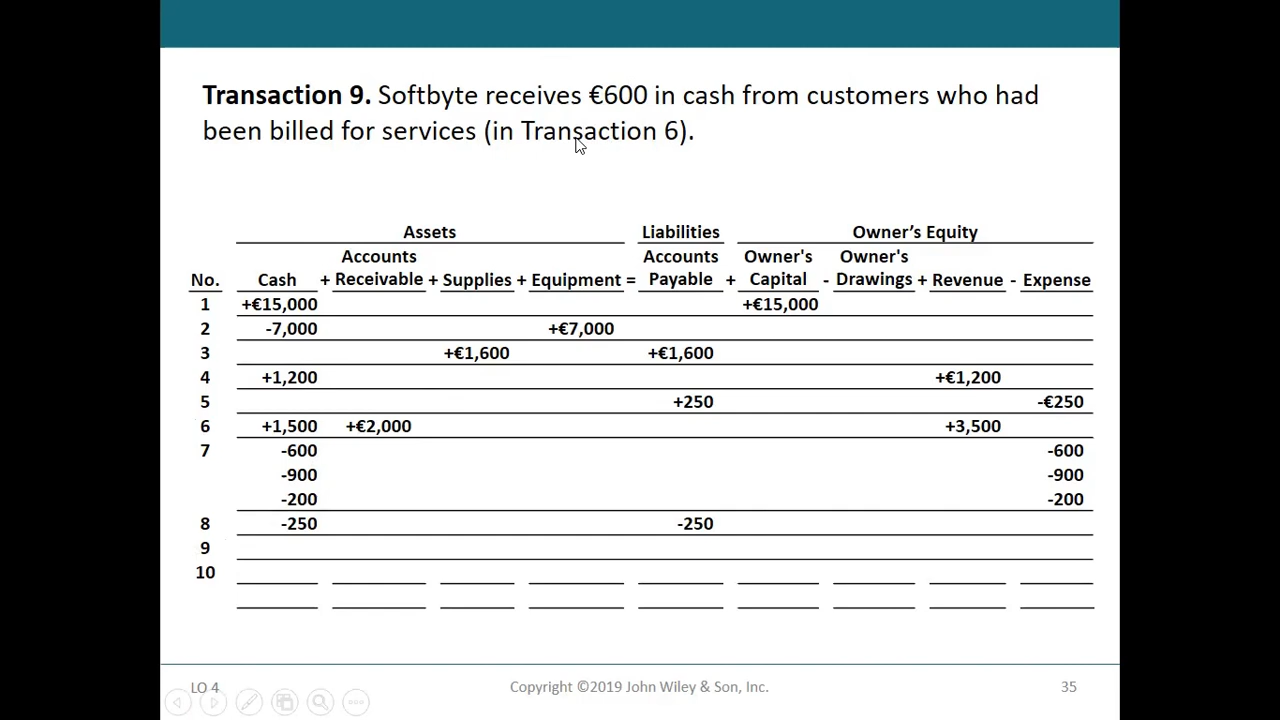 Transaction 9. Softbyte receives €600 in cash from customers who had
been billed for services (in Transaction 6).
Assets Liabilities Owner's Equity
Accounts Accounts Owner's Owner's
No. Cash + Receivable + Supplies + Equipment = Payable + Capital - Drawings + Revenue - Expense
1 +€15,000 +€15,000
2 -7,000 +€7,000
3 +€1,600 +€1,600
4 +1,200 +€1,200
5 +250 -€250
6 +1,500 +€2,000 +3,500
7 -600 -600
-900 -900
-200 -200
8 -250 -250
9
10
LO 4 Copyright ©2019 John Wiley & Son, Inc. 35